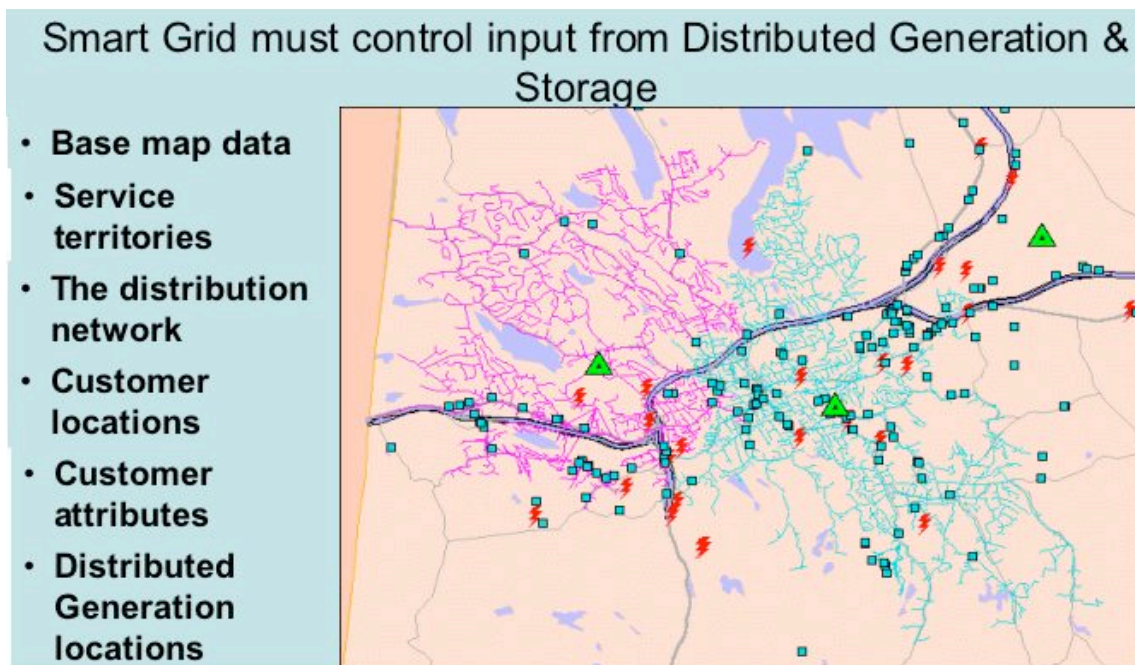 Smart Grid must control input from Distributed Generation &
Storage
• Base map data
• Service
territories
• The distribution
network
• Customer
locations
• Customer
attributes
• Distributed
Generation
locations